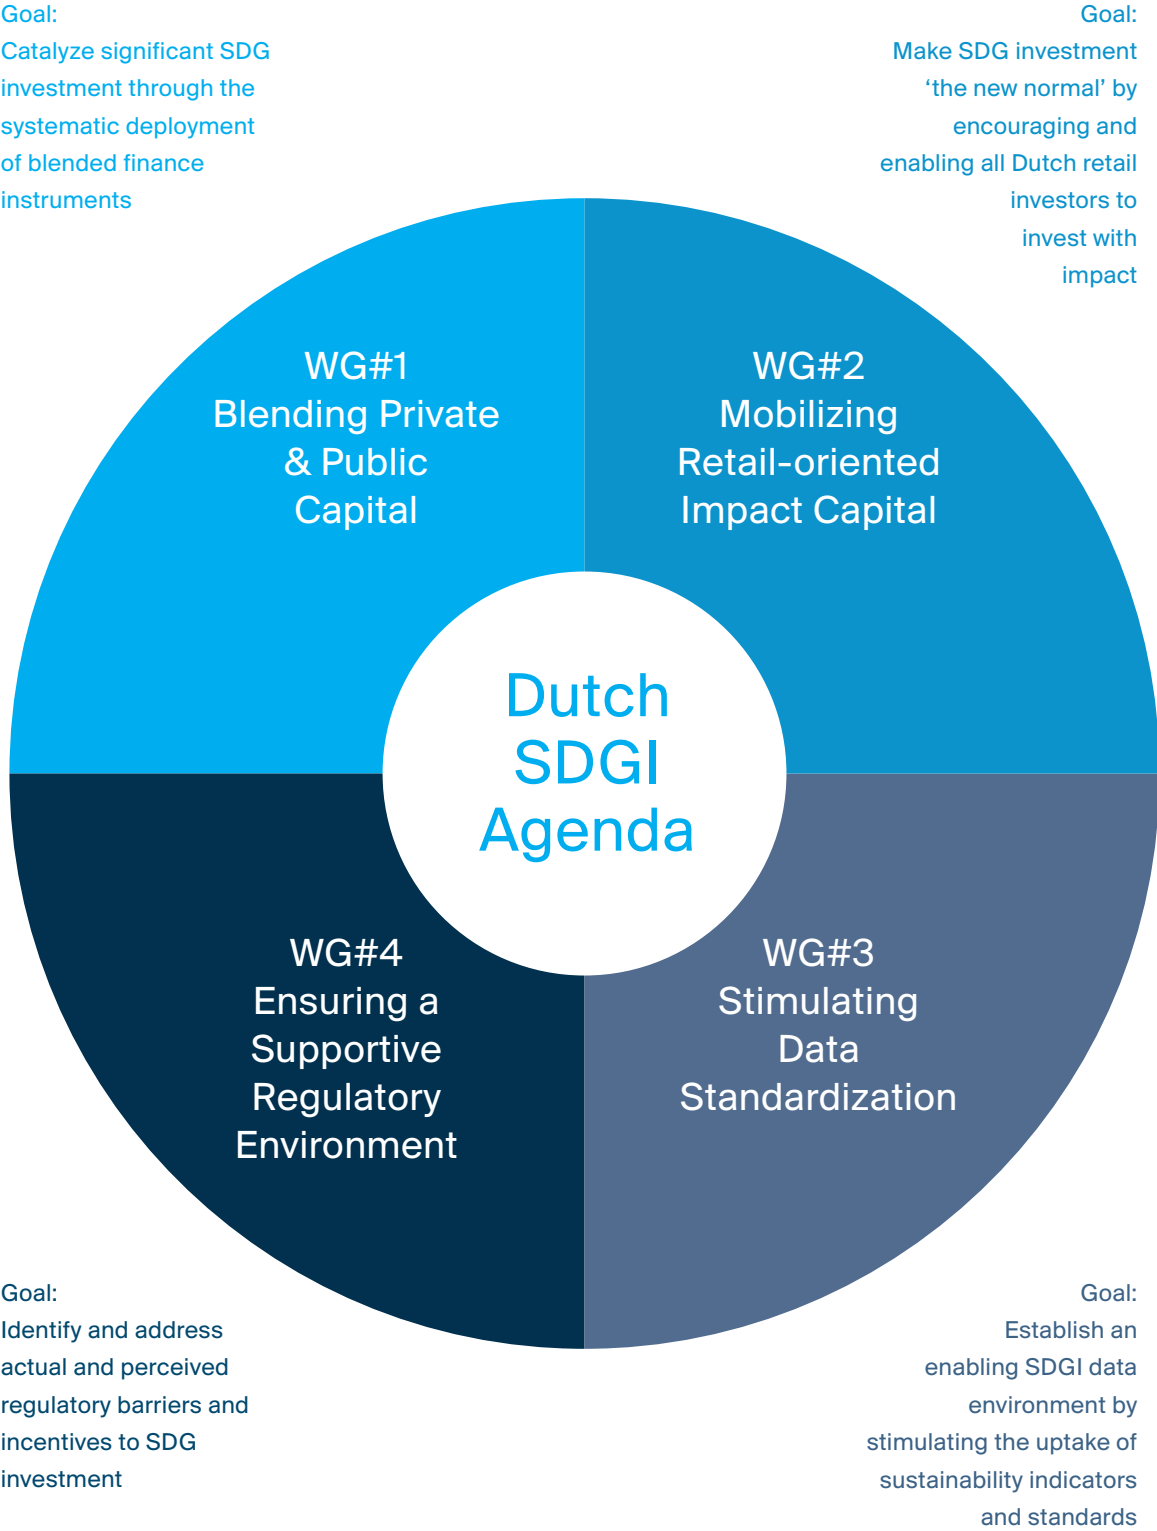 Goal:
Catalyze significant SDG
investment through the
systematic deployment
of blended finance
instruments
Goal:
Make SDG investment
‘the new normal’ by
encouraging and
enabling all Dutch retail
investors to
invest with
impact
WG#1
Blending Private
& Public
Capital
WG#2
Mobilizing
Retail-oriented
Impact Capital
Dutch
SDGI
Agenda
WG#4
Ensuring a
Supportive
Regulatory
Environment
WG#3
Stimulating
Data
Standardization
Goal:
Identify and address
actual and perceived
regulatory barriers and
incentives to SDG
investment
Goal:
Establish an
enabling SDGI data
environment by
stimulating the uptake of
sustainability indicators
and standards